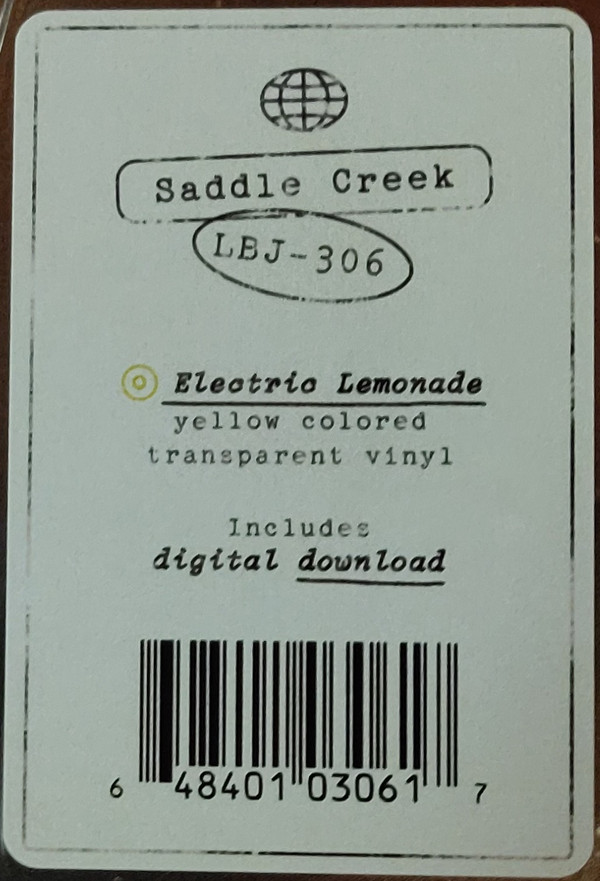 Saddle Creek
LBJ-306
Electric Lemonade
yellow colored
transparent vinyl
Includes
digital download
6 48401 03061 7